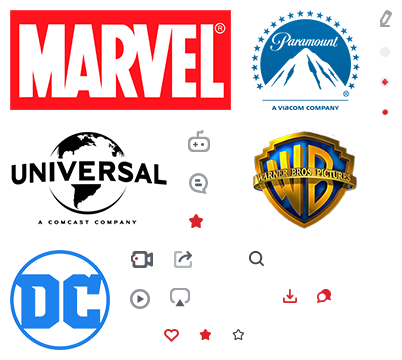 MARVEL®
Paramount
®
A VIACOM COMPANY
UNIVERSAL
A COMCAST COMPANY
WB
WARNER BROS PICTURES
DC